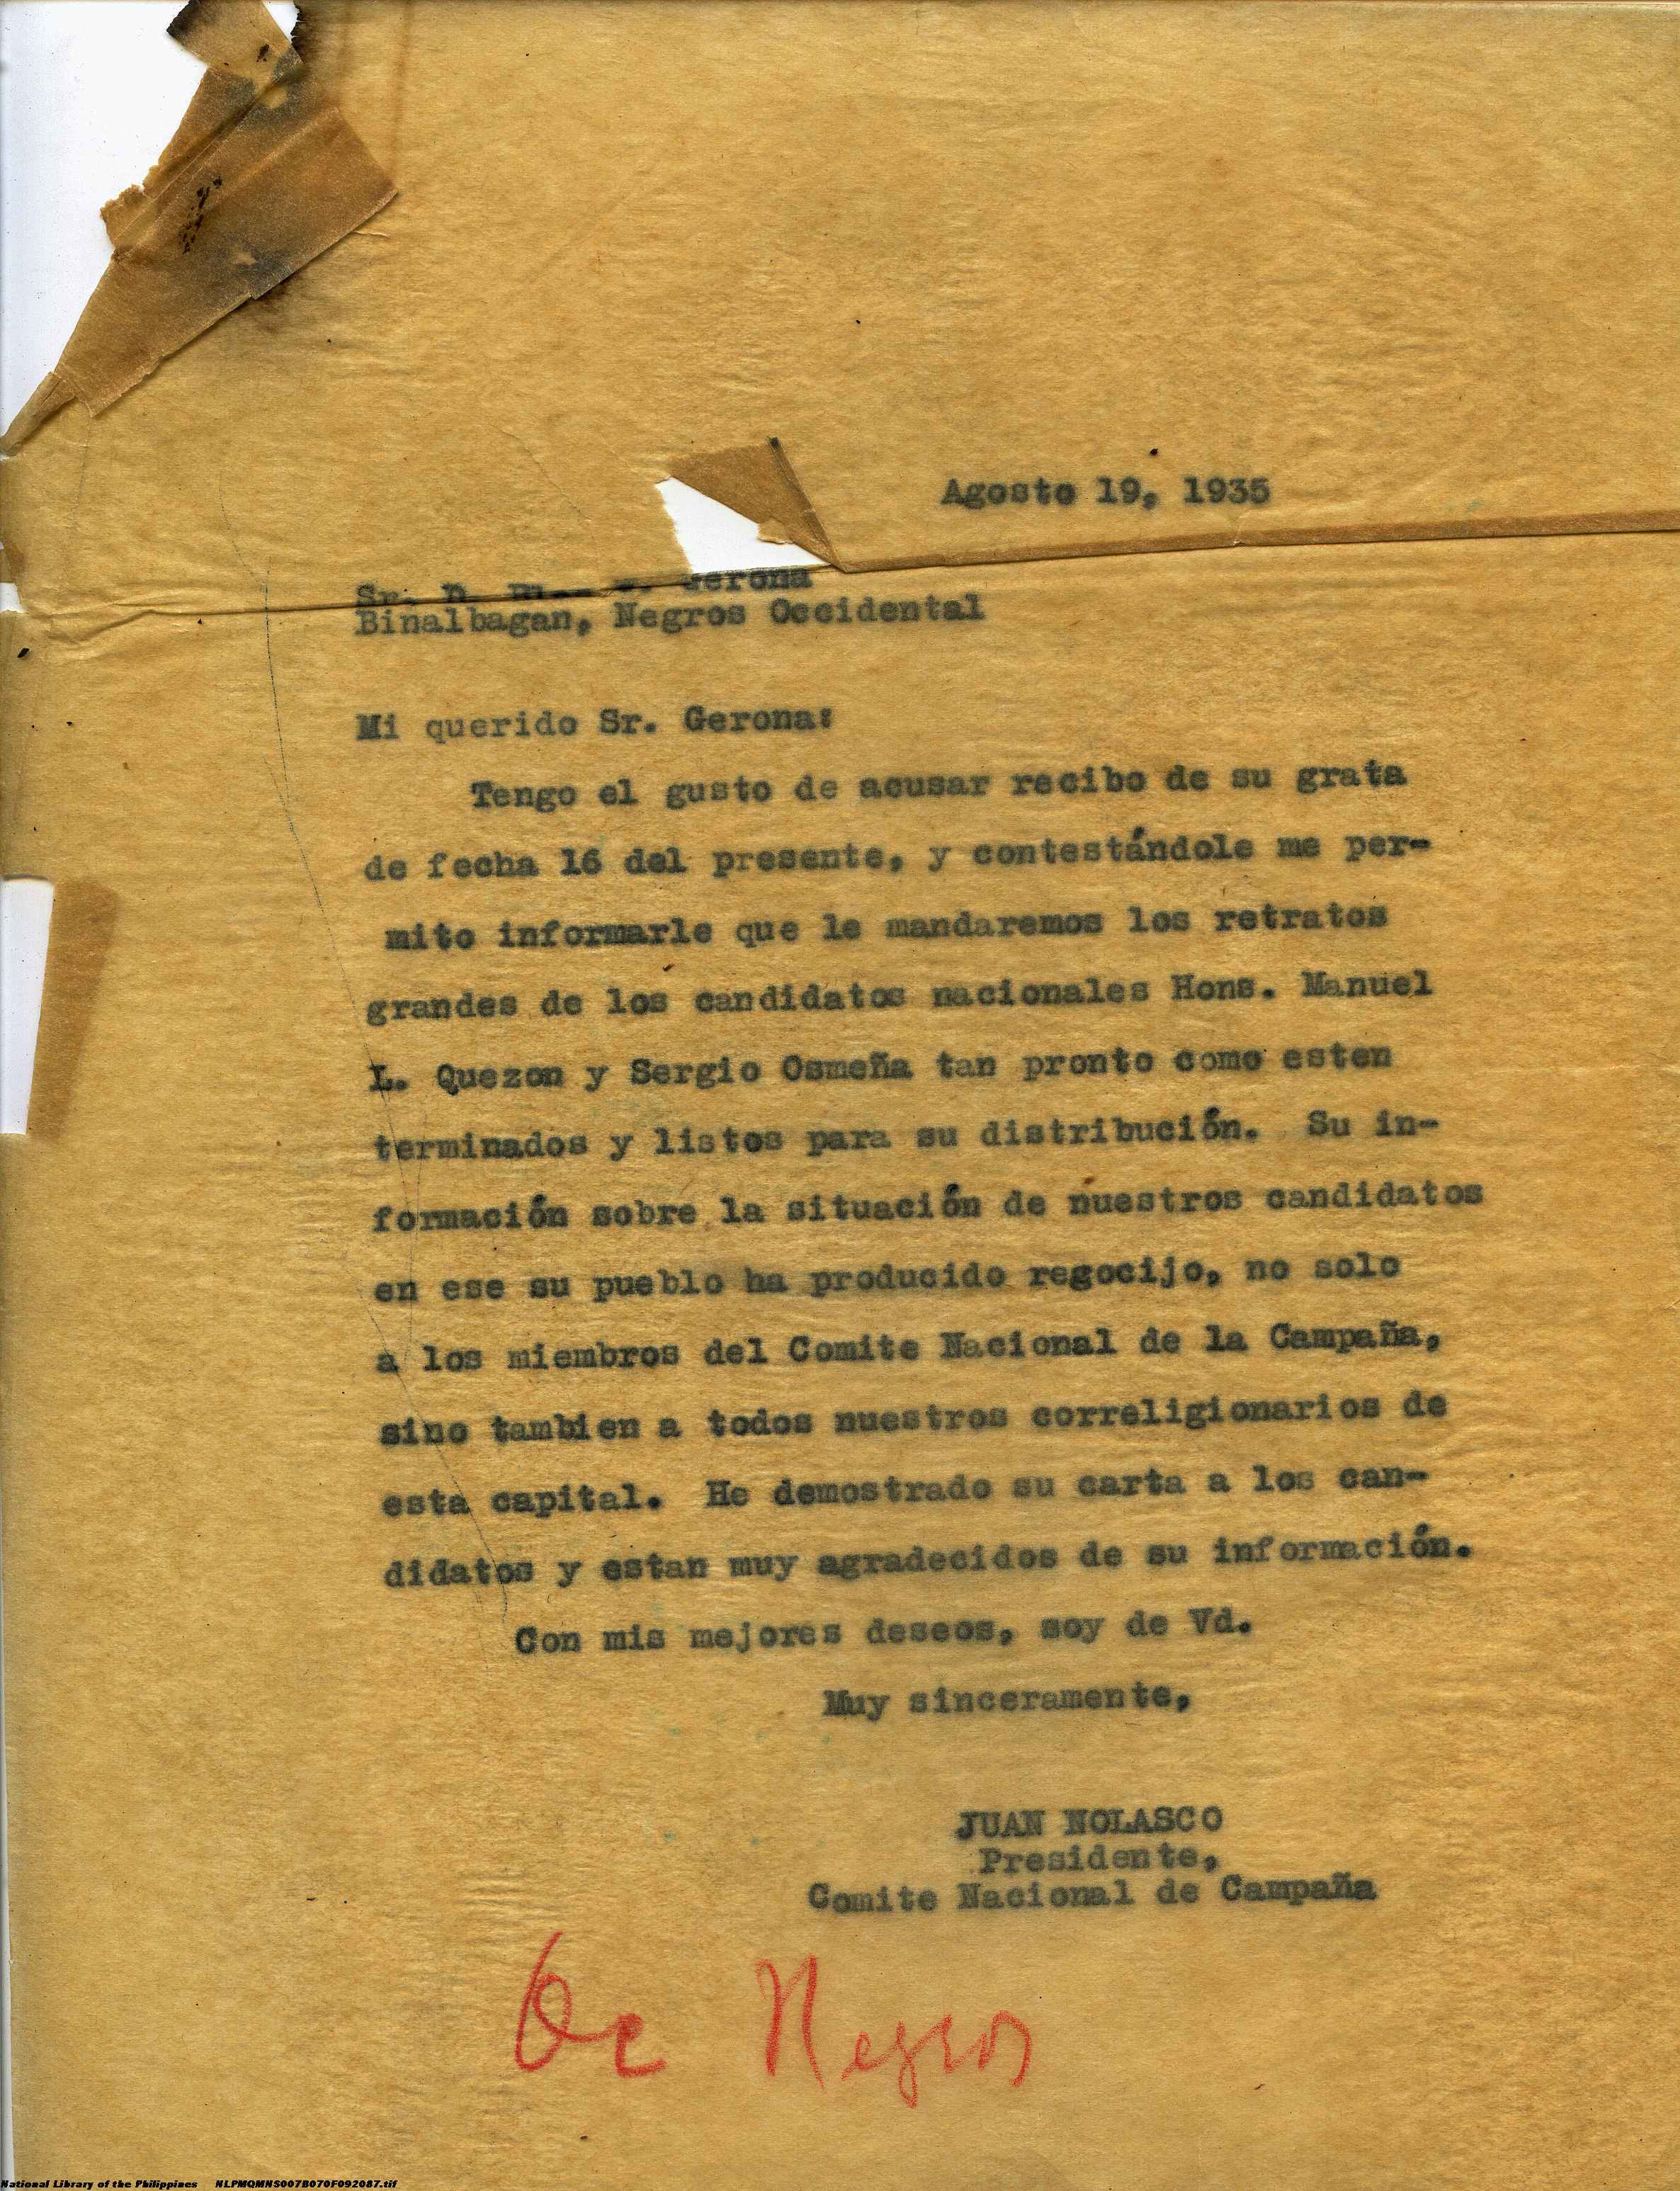 Agosto 19, 1935
Sr. D. Gerona
Binalbagan, Negros Occidental
Mi querido Sr. Gerona:
Tengo el gusto de acusar recibo de su grata
de fecha 16 del presente, y contestándole me per-
mito informarle que le mandaremos los retratos
grandes de los candidatos nacionales Hons. Manuel
L. Quezon y Sergio Osmeña tan pronto como esten
terminados y listos para su distribución. Su in-
formación sobre la situación de nuestros candidatos
en ese su pueblo ha producido regocijo, no solo
a los miembros del Comite Nacional de la Campaña,
sino tambien a todos nuestros correligionarios de
esta capital. He demostrado su carta a los can-
didatos y estan muy agradecidos de su información.
Con mis mejores deseos, soy de Vd.
Muy sinceramente,
JUAN NOLASCO
Presidente,
Comite Nacional de Campaña
Oc Negros
National Library of the Philippines NLPMQMNS007B070F092087.tif